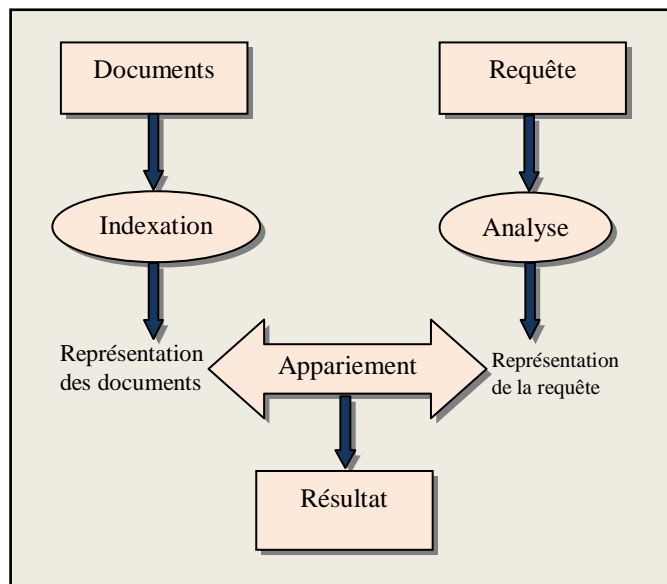 Documents
Requête
Indexation
Analyse
Représentation
des documents
Appariement
Représentation
de la requête
Résultat